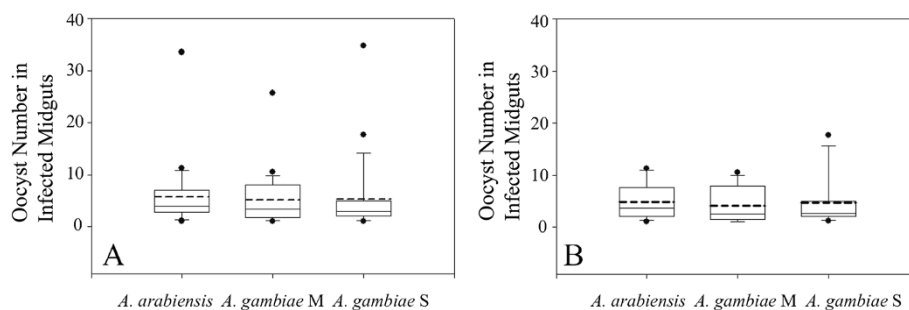 Oocyst Number in
Infected Midguts
40
30
20
10
0
A
A. arabiensis A. gambiae M A. gambiae S
Oocyst Number in
Infected Midguts
40
30
20
10
0
B
A. arabiensis A. gambiae M A. gambiae S